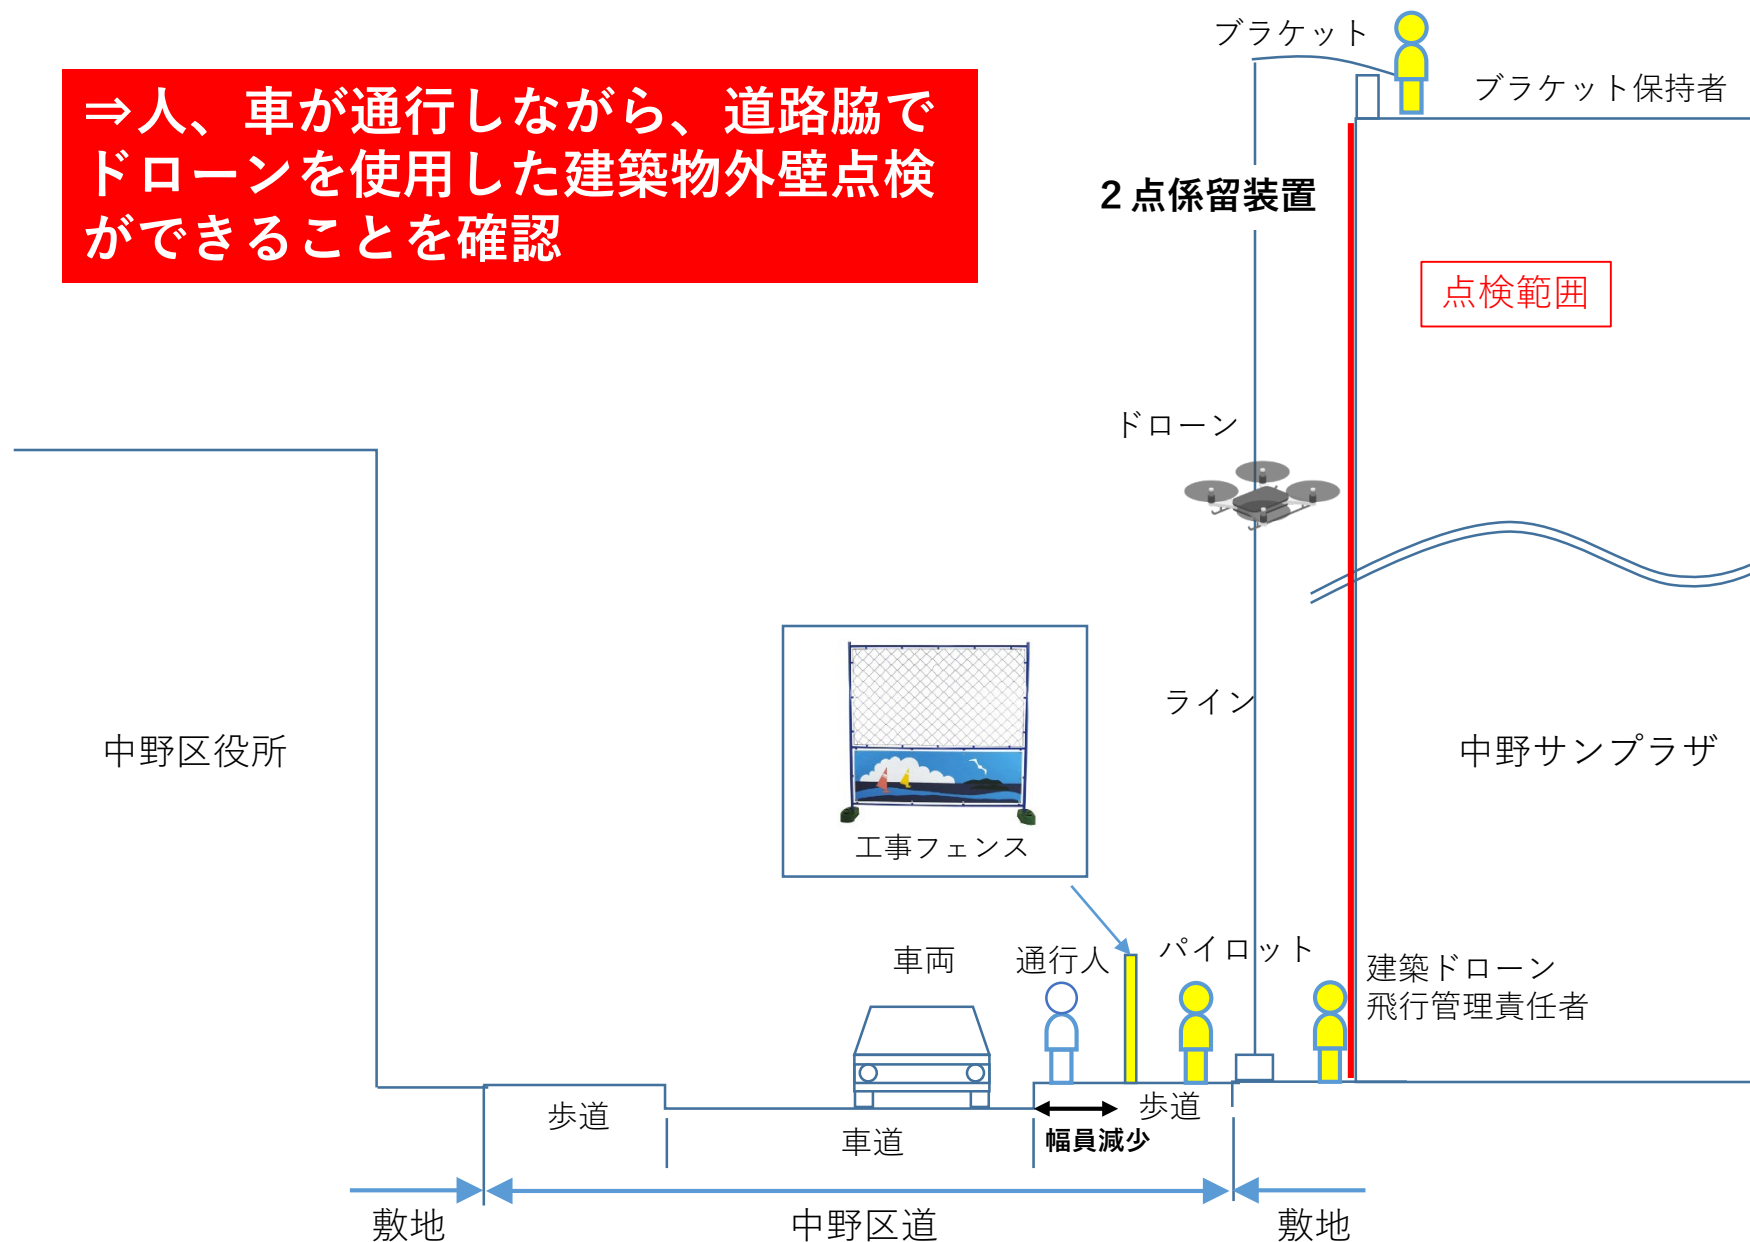 ⇒人、車が通行しながら、道路脇で
ドローンを使用した建築物外壁点検
ができることを確認
ブラケット
ブラケット保持者
２点係留装置
点検範囲
ドローン
ライン
中野区役所
中野サンプラザ
工事フェンス
車両
通行人
パイロット
建築ドローン
飛行管理責任者
歩道
車道
幅員減少
歩道
敷地
中野区道
敷地